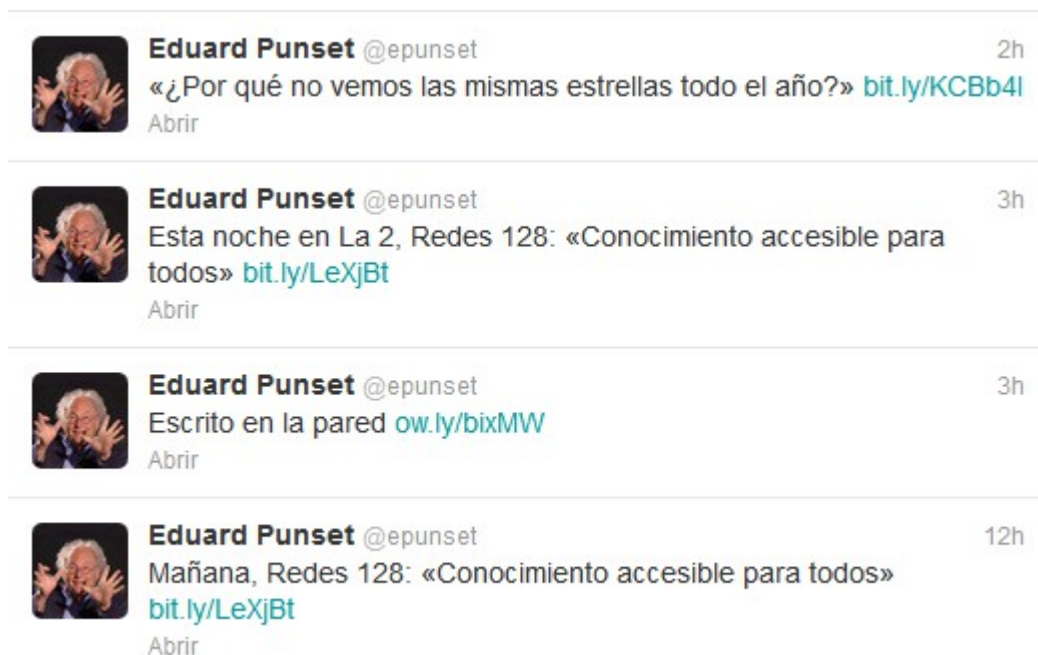 Eduard Punset @epunset 2h
«¿Por qué no vemos las mismas estrellas todo el año?» bit.ly/KCBb4I
Abrir
Eduard Punset @epunset 3h
Esta noche en La 2, Redes 128: «Conocimiento accesible para
todos» bit.ly/LeXjBt
Abrir
Eduard Punset @epunset 3h
Escrito en la pared ow.ly/bixMW
Abrir
Eduard Punset @epunset 12h
Mañana, Redes 128: «Conocimiento accesible para todos»
bit.ly/LeXjBt
Abrir